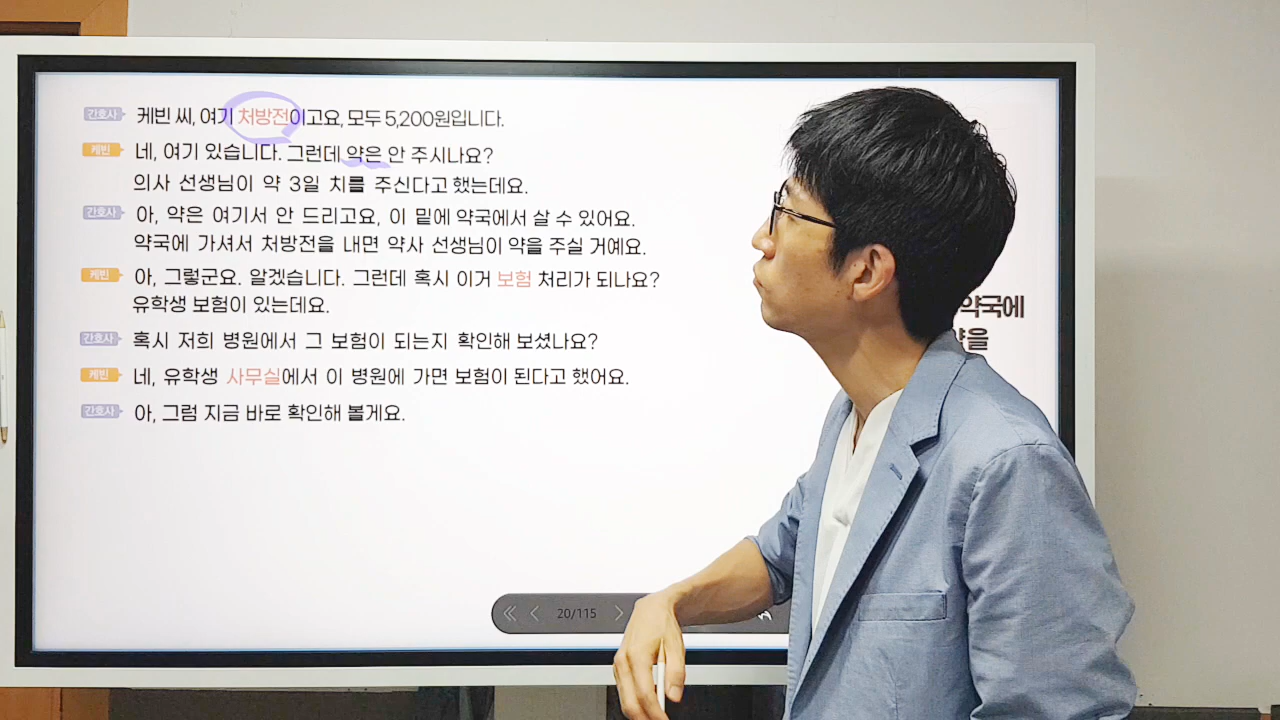 간호사 케빈 씨, 여기 처방전이고요, 모두 5,200원입니다.
케빈 네, 여기 있습니다. 그런데 약은 안 주시나요?
의사 선생님이 약 3일 치를 주신다고 했는데요.
간호사 아, 약은 여기서 안 드리고요, 이 밑에 약국에서 살 수 있어요.
약국에 가셔서 처방전을 내면 약사 선생님이 약을 주실 거예요.
케빈 아, 그렇군요. 알겠습니다. 그런데 혹시 이거 보험 처리가 되나요?
유학생 보험이 있는데요.
간호사 혹시 저희 병원에서 그 보험이 되는지 확인해 보셨나요?
케빈 네, 유학생 사무실에서 이 병원에 가면 보험이 된다고 했어요.
간호사 아, 그럼 지금 바로 확인해 볼게요.
약국에
약을
20/115